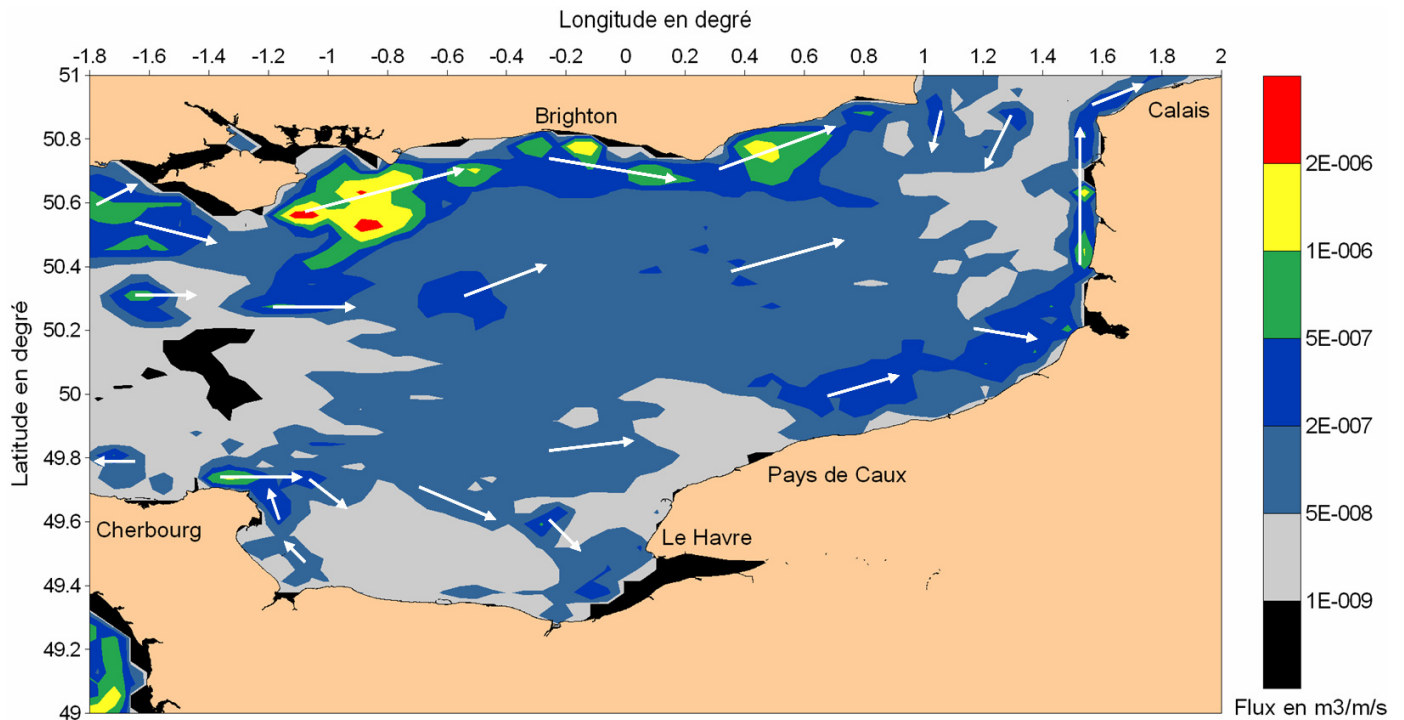 Longitude en degré
-1.8 -1.6 -1.4 -1.2 -1 -0.8 -0.6 -0.4 -0.2 0 0.2 0.4 0.6 0.8 1 1.2 1.4 1.6 1.8 2
51
50.8
50.6
50.4
50.2
50
49.8
49.6
49.4
49.2
49
Latitude en degré
Brighton
Calais
Pays de Caux
Cherbourg
Le Havre
2E-006
1E-006
5E-007
2E-007
5E-008
1E-009
Flux en m3/m/s